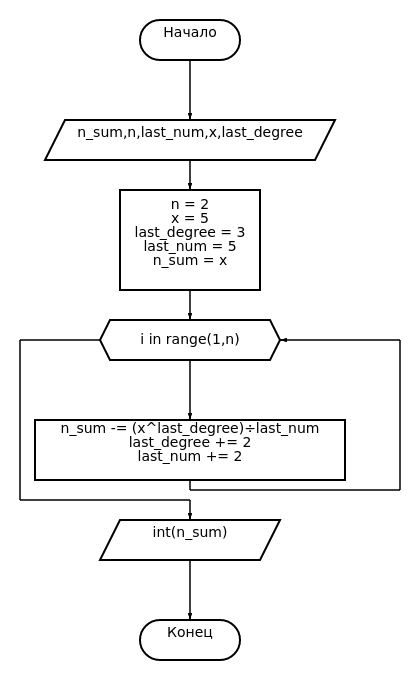 Начало
n_sum,n,last_num,x,last_degree
n = 2
x = 5
last_degree = 3
last_num = 5
n_sum = x
i in range(1,n)
n_sum -= (x^last_degree)÷last_num
last_degree += 2
last_num += 2
int(n_sum)
Конец